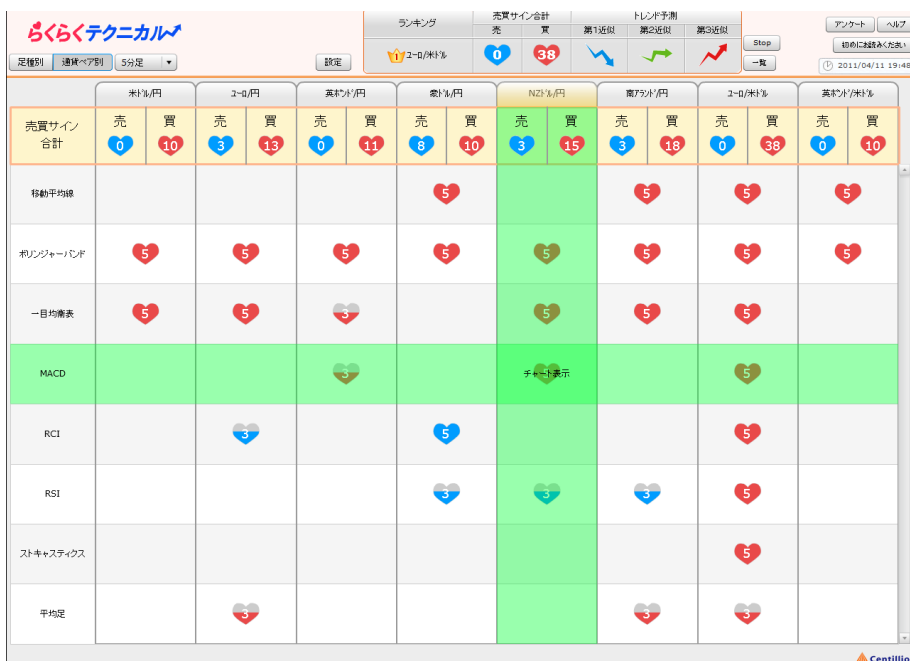 らくらくテクニカル
ランキング 売買サイン合計 トレンド予測
売 買 第1近似 第2近似 第3近似
アンケート ヘルプ
Stop
初めにお読みください
足種別 通貨ペア別 5分足 設定
1 ユーロ/米ドル 0 38
一覧
2011/04/11 19:48
米ドル/円 ユーロ/円 英ポンド/円 豪ドル/円 NZドル/円 南アランド/円 ユーロ/米ドル 英ポンド/米ドル
売買サイン合計 売 買 売 買 売 買 売 買 売 買 売 買 売 買 売 買
0 10 3 13 0 11 8 10 3 15 3 18 0 38 0 10
移動平均線 5 5 5 5
ボリンジャーバンド 5 5 5 5 5 5 5 5
一目均衡表 5 5 3 5 5 5
MACD 3 チャート表示 5 5
RCI 3 5 5
RSI 3 3 3 5
ストキャスティクス 5
平均足 3 3 3
Centillio